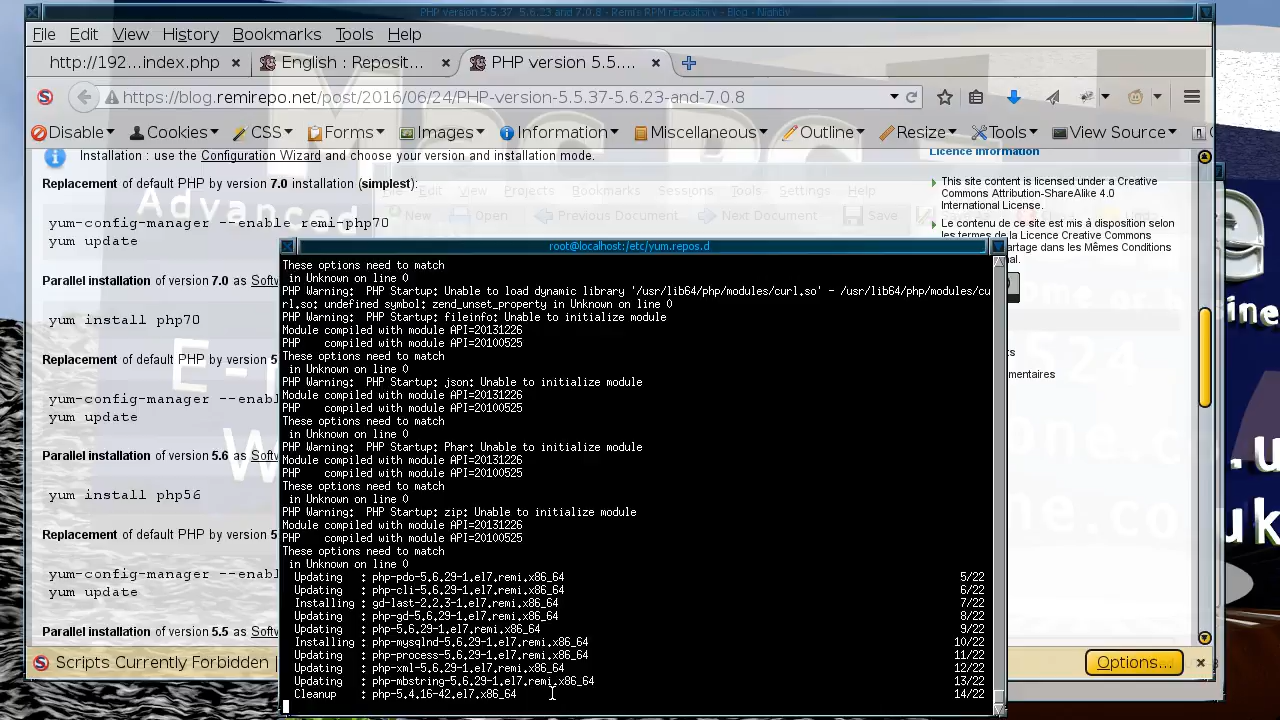 PHP version 5.5.37 5.6.23 and 7.0.8 - Remi's RPM repository - Blog - Nightly
File Edit View History Bookmarks Tools Help
http://192...index.php English : Reposit... PHP version 5.5....
https://blog.remirepo.net/post/2016/06/24/PHP-version-5.5.37-5.6.23-and-7.0.8
Disable Cookies CSS Forms Images Information Miscellaneous Outline Resize Tools View Source
Installation : use the Configuration Wizard and choose your version and installation mode.
Replacement of default PHP by version 7.0 installation (simplest):
yum-config-manager --enable remi-php70
yum update
Parallel installation of version 7.0 as Softw
yum install php70
Replacement of default PHP by version 5
yum-config-manager --enab
yum update
Parallel installation of version 5.6 as Softw
yum install php56
Replacement of default PHP by version 5
yum-config-manager --enab
yum update
Parallel installation of version 5.5 as Softw
Licence information
This site content is licensed under a Creative
Commons Attribution-ShareAlike 4.0
International License.
Le contenu de ce site est mis à disposition selon
les termes de la Licence Creative Commons
artage dans les Mêmes Conditions
nal.
ts
mentaires
File Edit View Projects Bookmarks Sessions Tools Settings Help
New Open Previous Document Next Document Save
Advanced
root@localhost:/etc/yum.repos.d
These options need to match
in Unknown on line 0
PHP Warning: PHP Startup: Unable to load dynamic library '/usr/lib64/php/modules/curl.so' - /usr/lib64/php/modules/cu
rl.so: undefined symbol: zend_unset_property in Unknown on line 0
PHP Warning: PHP Startup: fileinfo: Unable to initialize module
Module compiled with module API=20131226
PHP compiled with module API=20100525
These options need to match
in Unknown on line 0
PHP Warning: PHP Startup: json: Unable to initialize module
Module compiled with module API=20131226
PHP compiled with module API=20100525
These options need to match
in Unknown on line 0
PHP Warning: PHP Startup: Phar: Unable to initialize module
Module compiled with module API=20131226
PHP compiled with module API=20100525
These options need to match
in Unknown on line 0
PHP Warning: PHP Startup: zip: Unable to initialize module
Module compiled with module API=20131226
PHP compiled with module API=20100525
These options need to match
in Unknown on line 0
Updating : php-pdo-5.6.29-1.el7.remi.x86_64 5/22
Updating : php-cli-5.6.29-1.el7.remi.x86_64 6/22
Installing : gd-last-2.2.3-1.el7.remi.x86_64 7/22
Updating : php-gd-5.6.29-1.el7.remi.x86_64 8/22
Updating : php-5.6.29-1.el7.remi.x86_64 9/22
Installing : php-mysqlnd-5.6.29-1.el7.remi.x86_64 10/22
Updating : php-process-5.6.29-1.el7.remi.x86_64 11/22
Updating : php-xml-5.6.29-1.el7.remi.x86_64 12/22
Updating : php-mbstring-5.6.29-1.el7.remi.x86_64 13/22
Cleanup : php-5.4.16-42.el7.x86_64 14/22
Scripts Currently Forbidden
Options...